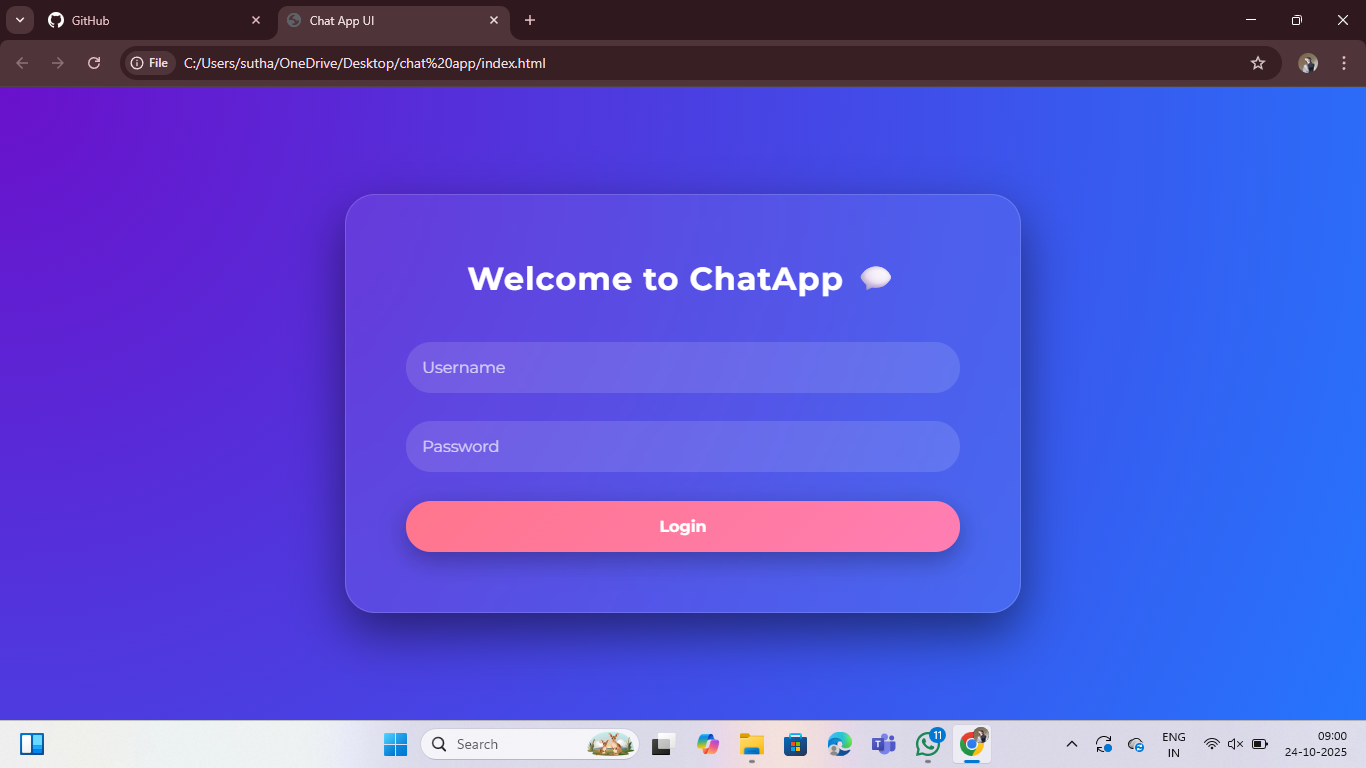 GitHub
Chat App UI
File
C:/Users/sutha/OneDrive/Desktop/chat%20app/index.html
Welcome to ChatApp
Username
Password
Login
Search
11
ENG
IN
09:00
24-10-2025